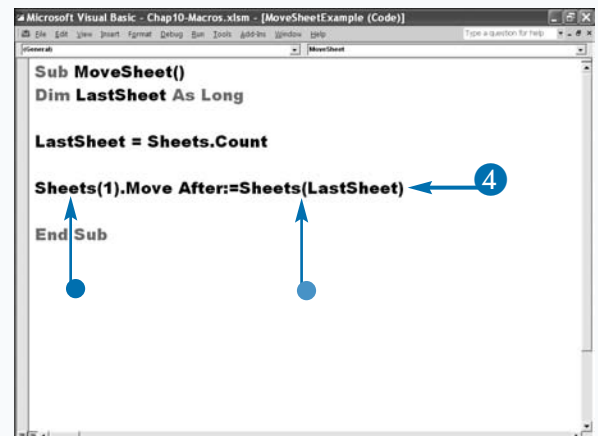 Microsoft Visual Basic - Chap10-Macros.xlsm - [MoveSheetExample (Code)]
File Edit View Insert Format Debug Run Tools Add-Ins Window Help Type a question for help
(General) MoveSheet
Sub MoveSheet()
Dim LastSheet As Long
LastSheet = Sheets.Count
Sheets(1).Move After:=Sheets(LastSheet) 4
End Sub